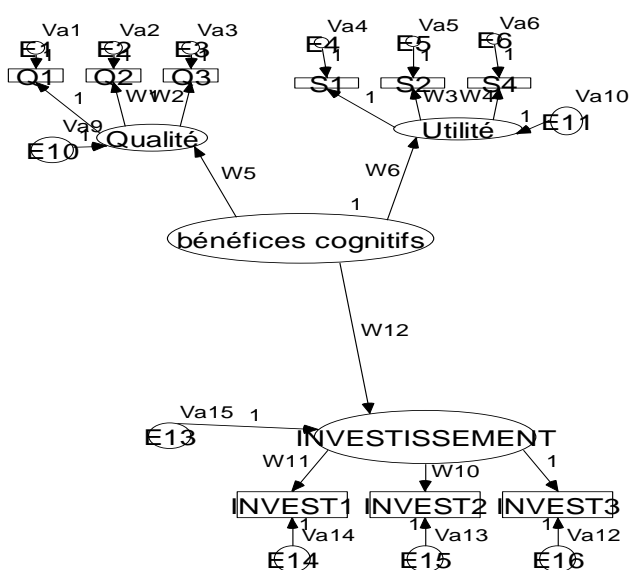 Va1 Va2 Va3 Va4 Va5 Va6
E1 E2 E3 E4 E5 E6
1 1 1 1 1 1
Q1 Q2 Q3 S1 S2 S4
1 W1 W2 1 W3 W4 Va10
Va9 1 Qualité Utilité 1 E11
E10
W5 W6
1
bénéfices cognitifs
W12
Va15 1
E13 INVESTISSEMENT
W11 W10 1
INVEST1 INVEST2 INVEST3
1 Va14 1 Va13 1 Va12
E14 E15 E16